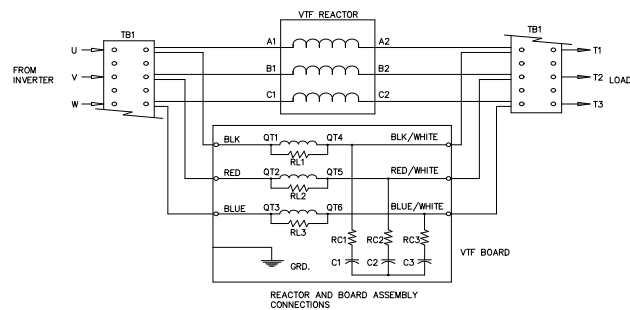 VTF REACTOR
TB1
TB1
U
A1
A2
T1
FROM
INVERTER
V
B1
B2
T2
LOAD
W
C1
C2
T3
BLK
QT1
QT4
BLK/WHITE
RL1
RED
QT2
QT5
RED/WHITE
RL2
BLUE
QT3
QT6
BLUE/WHITE
RL3
RC1
RC2
RC3
VTF BOARD
GRD.
C1
C2
C3
REACTOR AND BOARD ASSEMBLY
CONNECTIONS